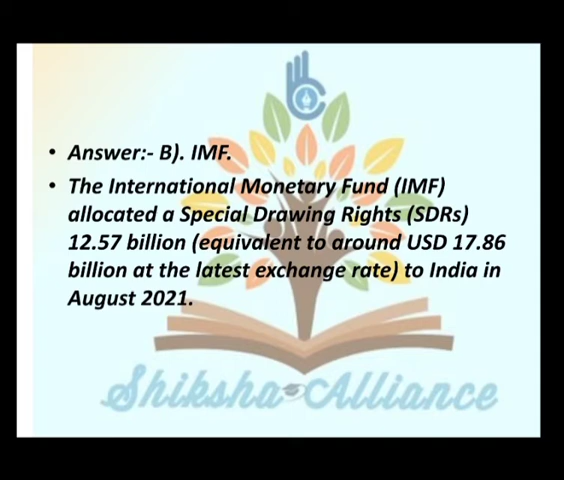 • Answer:- B). IMF.
• The International Monetary Fund (IMF)
allocated a Special Drawing Rights (SDRs)
12.57 billion (equivalent to around USD 17.86
billion at the latest exchange rate) to India in
August 2021.
Shiksha Alliance